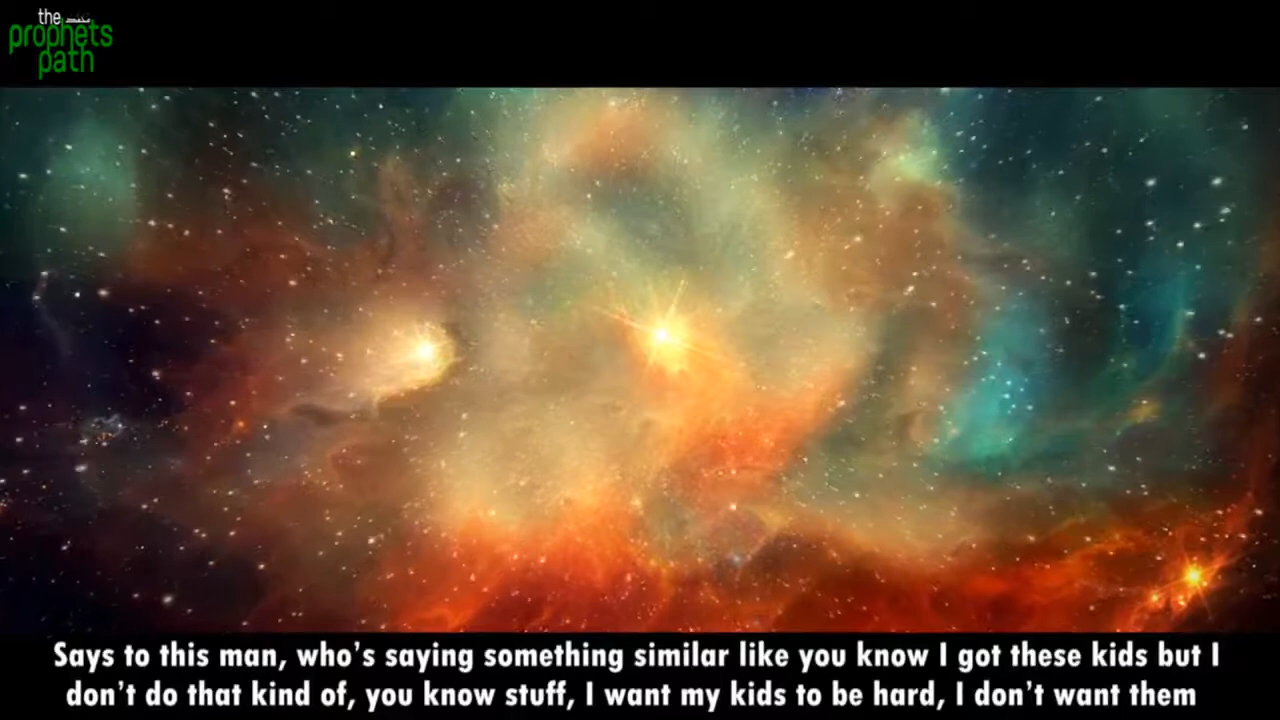 the
prophets
path
Says to this man, who's saying something similar like you know I got these kids but I
don't do that kind of, you know stuff, I want my kids to be hard, I don't want them